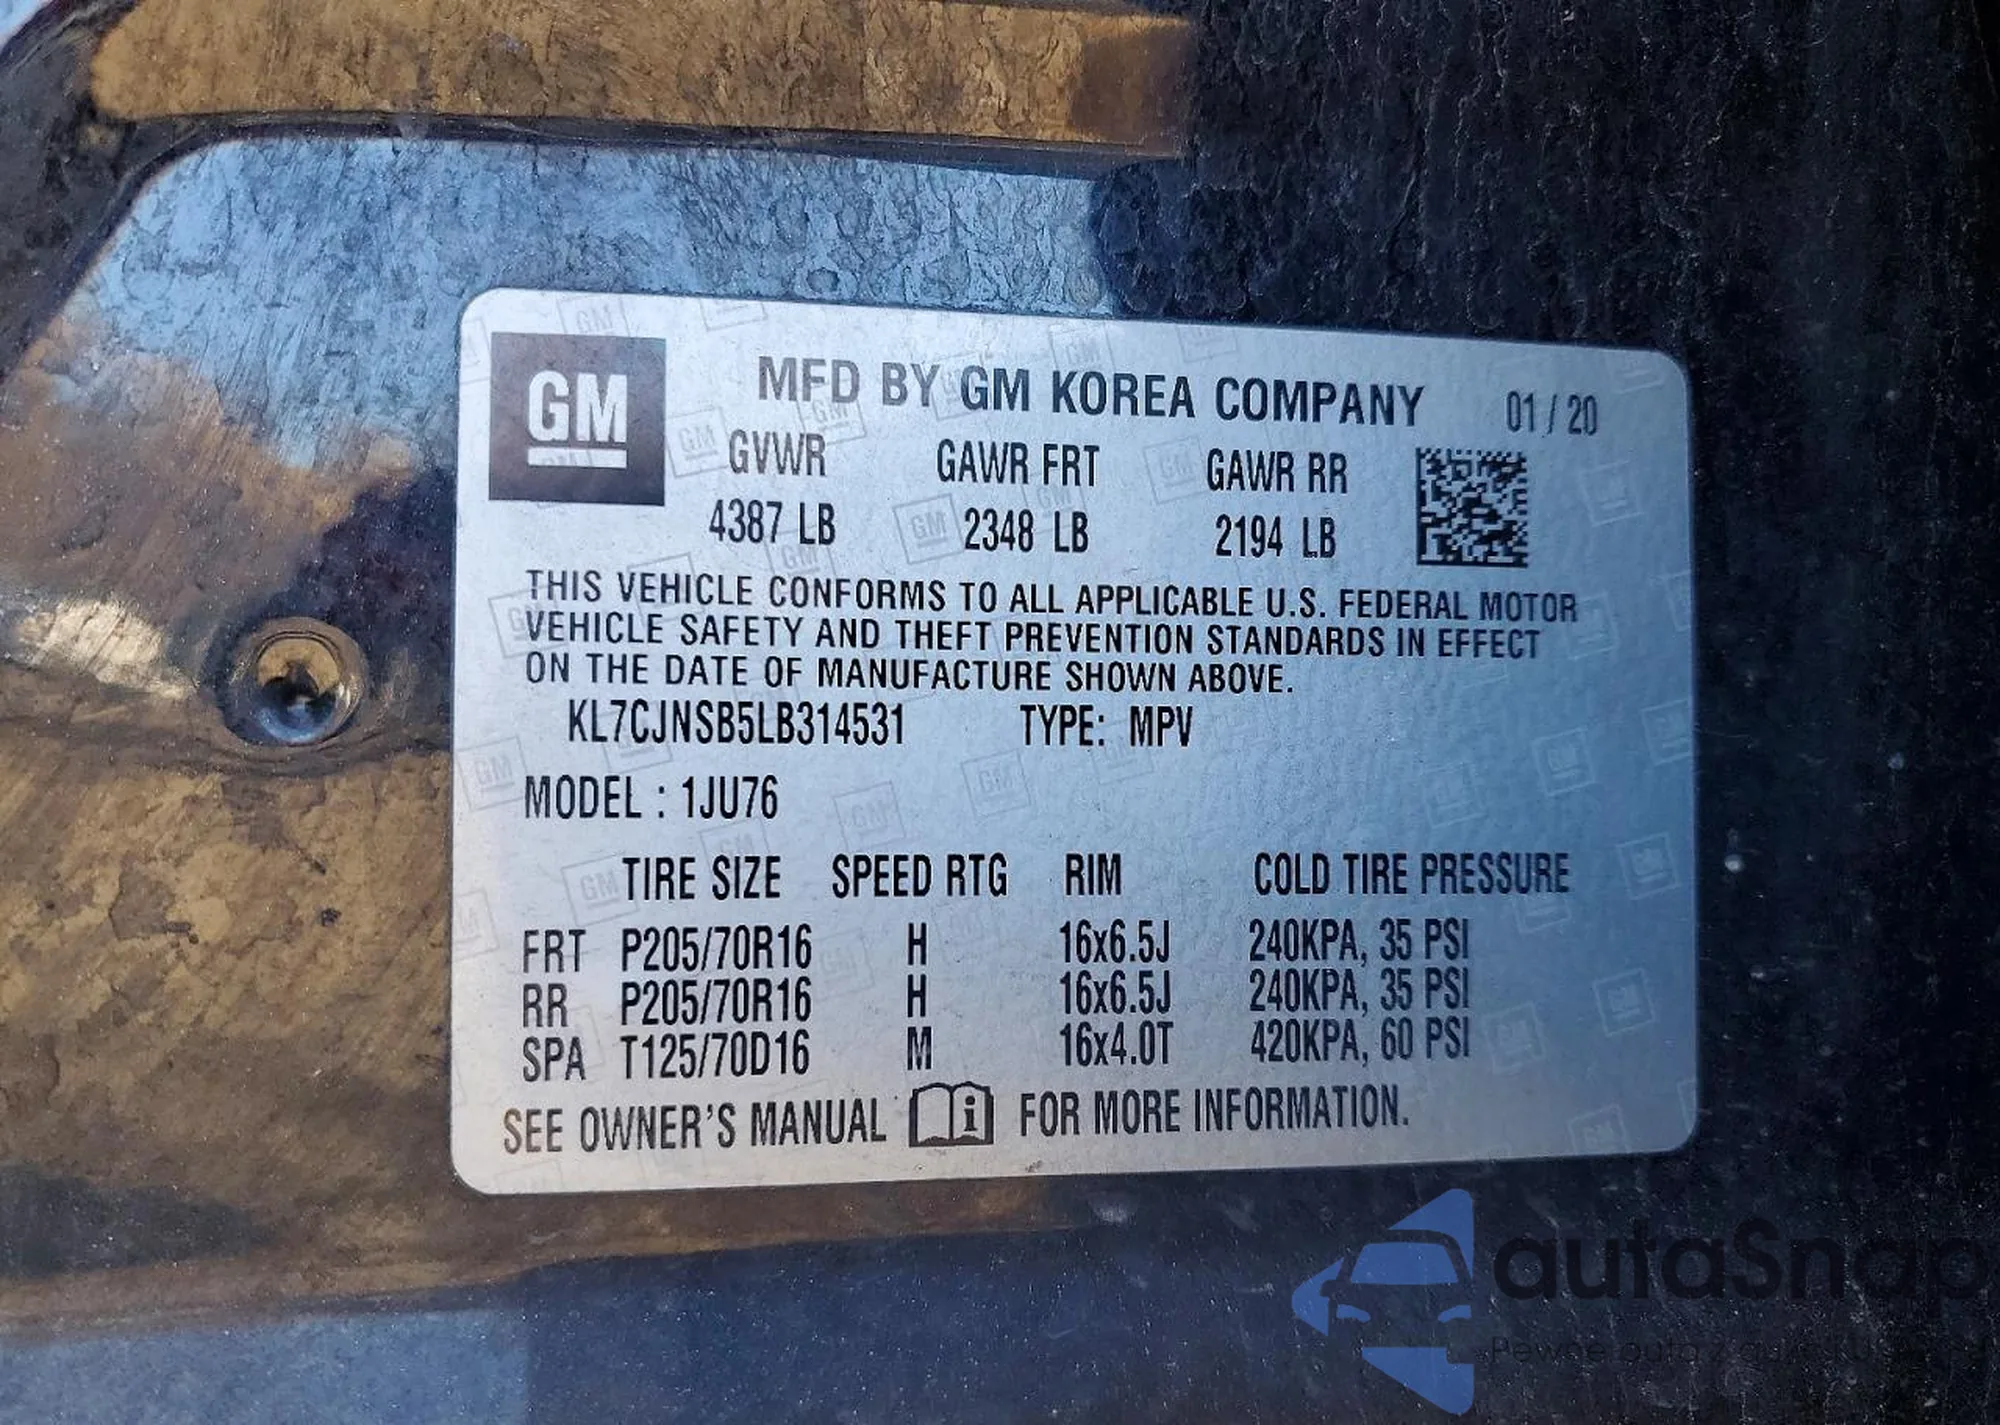 GM
MFD BY GM KOREA COMPANY 01 / 20
GVWR GAWR FRT GAWR RR
4387 LB 2348 LB 2194 LB
THIS VEHICLE CONFORMS TO ALL APPLICABLE U.S. FEDERAL MOTOR
VEHICLE SAFETY AND THEFT PREVENTION STANDARDS IN EFFECT
ON THE DATE OF MANUFACTURE SHOWN ABOVE.
KL7CJNSB5LB314531 TYPE: MPV
MODEL : 1JU76
TIRE SIZE SPEED RTG RIM COLD TIRE PRESSURE
FRT P205/70R16 H 16x6.5J 240KPA, 35 PSI
RR P205/70R16 H 16x6.5J 240KPA, 35 PSI
SPA T125/70D16 M 16x4.0T 420KPA, 60 PSI
SEE OWNER'S MANUAL i FOR MORE INFORMATION.
autaSnap
Pewne auto z